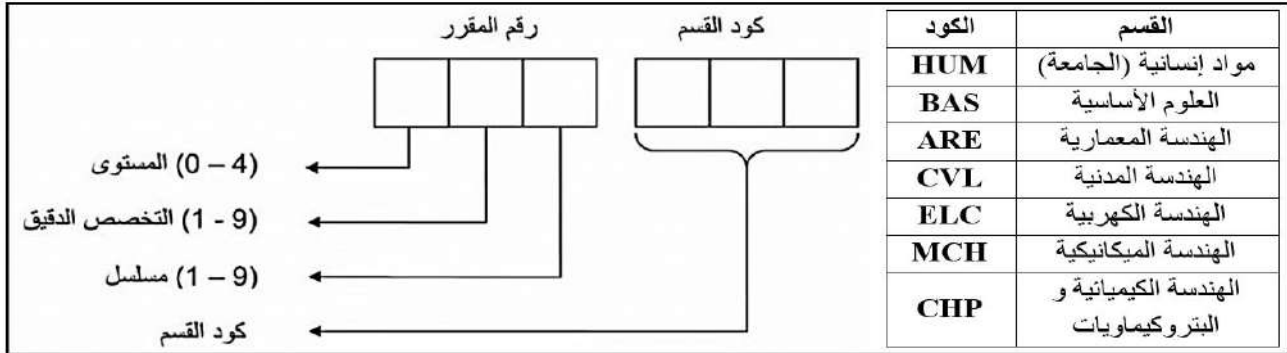 كود القسم
رقم المقرر
(0 – 4) المستوى
(1 - 9) التخصص الدقيق
(1 – 9) مسلسل
كود القسم
القسم الكود
مواد إنسانية (الجامعة) HUM
العلوم الأساسية BAS
الهندسة المعمارية ARE
الهندسة المدنية CVL
الهندسة الكهربية ELC
الهندسة الميكانيكية MCH
الهندسة الكيميائية و
البتروكيماويات CHP